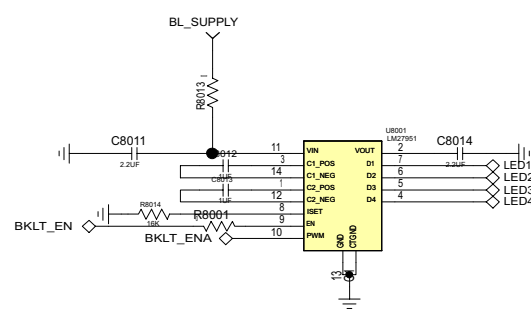 BL_SUPPLY
R8013
C8011
2.2UF
1UF
C8013
1UF
R8014
16K
R8001
BKLT_EN
BKLT_ENA
11
3
14
1
12
8
9
10
U8001
LM27951
VIN
C1_POS
C1_NEG
C2_POS
C2_NEG
ISET
EN
PWM
VOUT
D1
D2
D3
D4
GND
CTGND
2
7
6
5
4
C8014
2.2UF
LED1
LED2
LED3
LED4
13